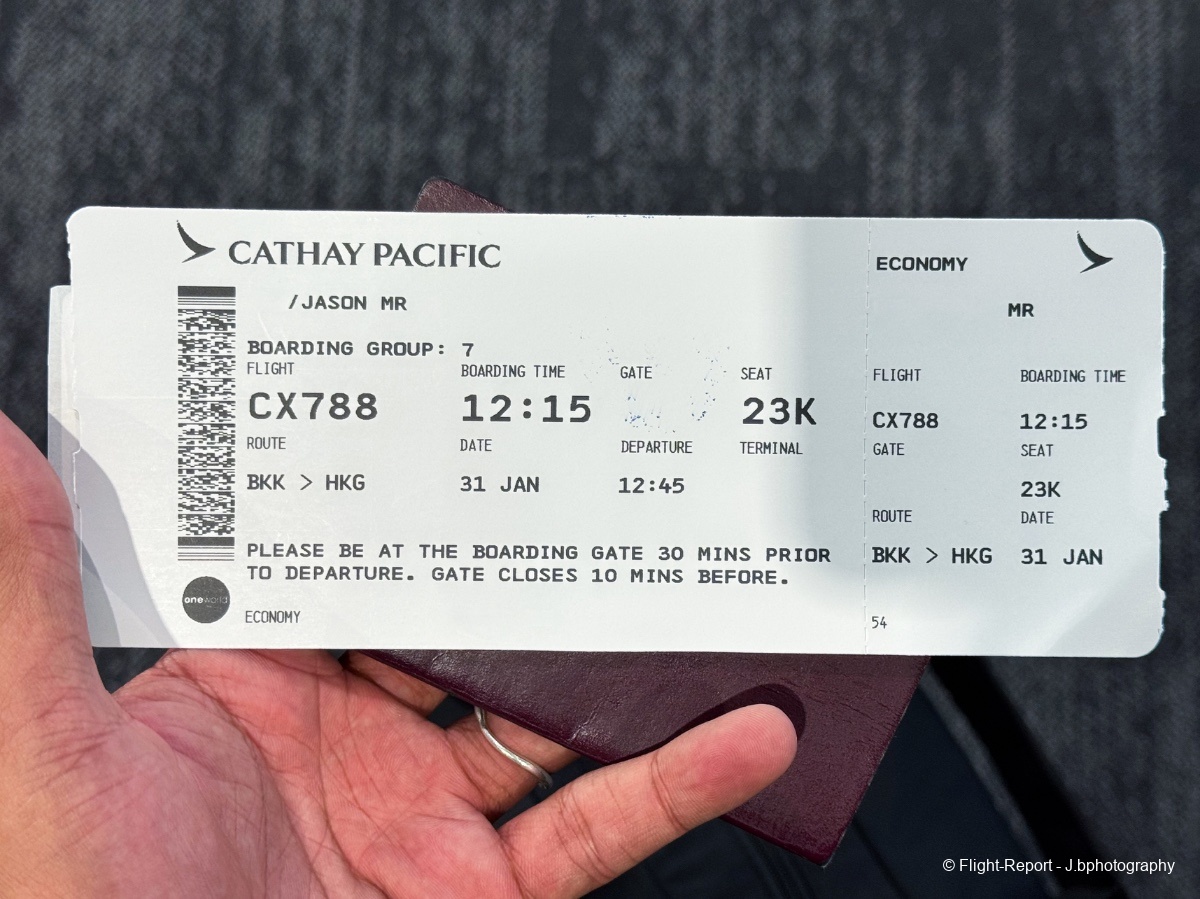 CATHAY PACIFIC
/JASON MR
BOARDING GROUP: 7
FLIGHT BOARDING TIME GATE SEAT
CX788 12:15 23K
ROUTE DATE DEPARTURE TERMINAL
BKK > HKG 31 JAN 12:45
PLEASE BE AT THE BOARDING GATE 30 MINS PRIOR
TO DEPARTURE. GATE CLOSES 10 MINS BEFORE.
oneworld
ECONOMY
ECONOMY
MR
FLIGHT BOARDING TIME
CX788 12:15
GATE SEAT
23K
ROUTE DATE
BKK > HKG 31 JAN
54
© Flight-Report - J.bphotography